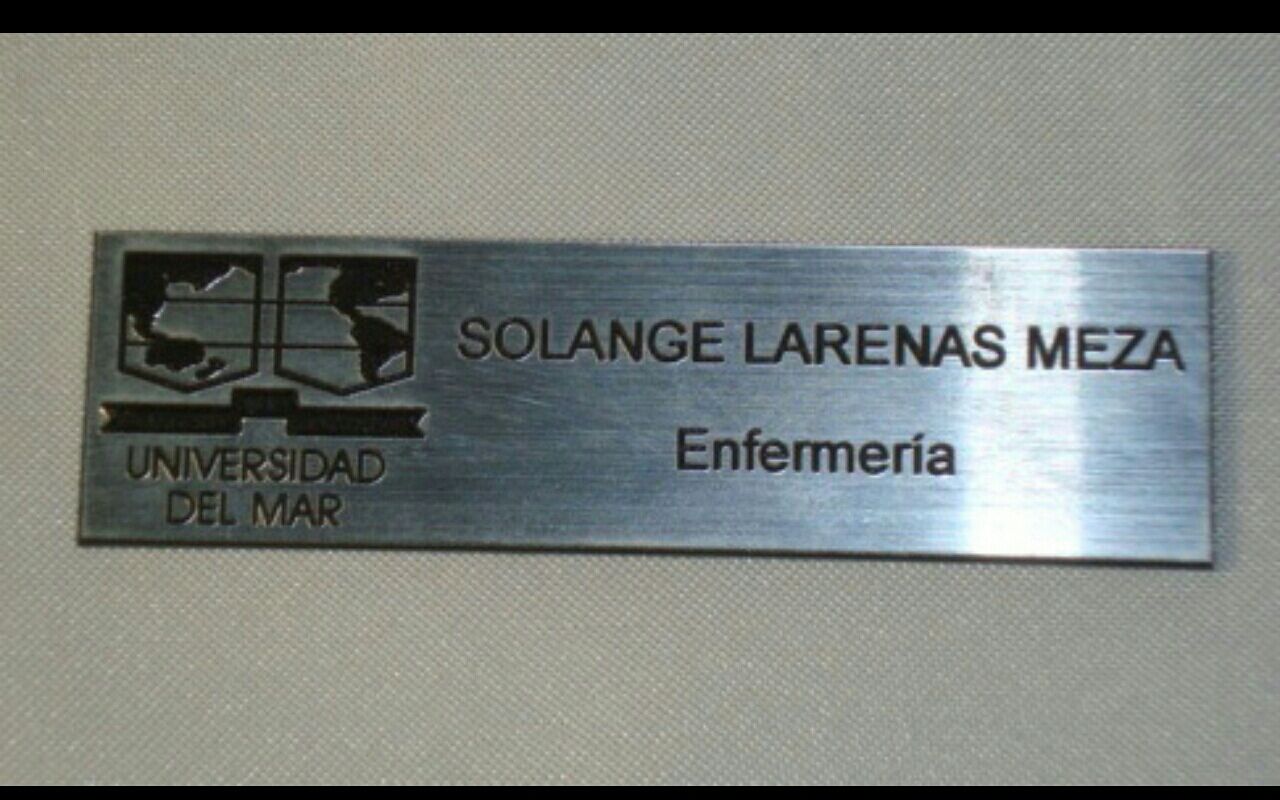 UNIVERSIDAD
DEL MAR
SOLANGE LARENAS MEZA
Enfermería